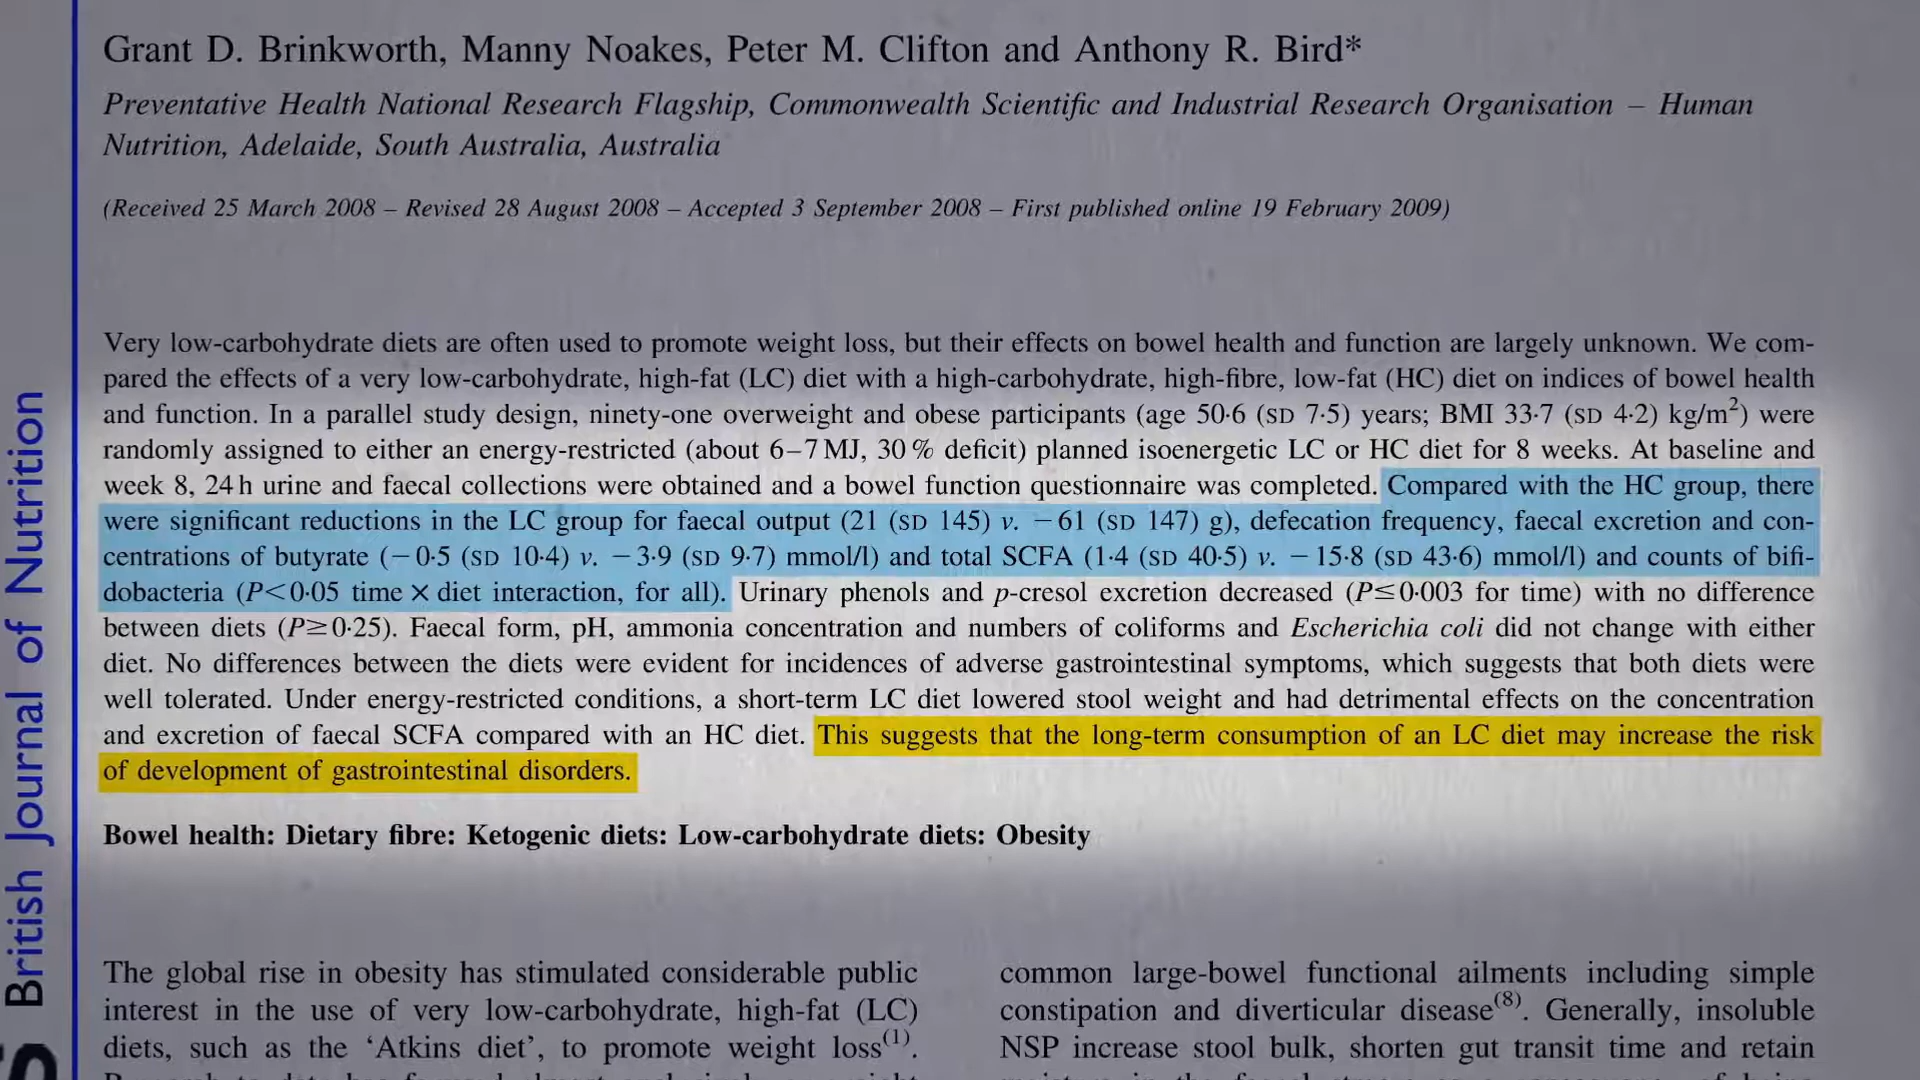 Grant D. Brinkworth, Manny Noakes, Peter M. Clifton and Anthony R. Bird*
Preventative Health National Research Flagship, Commonwealth Scientific and Industrial Research Organisation – Human
Nutrition, Adelaide, South Australia, Australia
(Received 25 March 2008 – Revised 28 August 2008 – Accepted 3 September 2008 – First published online 19 February 2009)
Very low-carbohydrate diets are often used to promote weight loss, but their effects on bowel health and function are largely unknown. We com-
pared the effects of a very low-carbohydrate, high-fat (LC) diet with a high-carbohydrate, high-fibre, low-fat (HC) diet on indices of bowel health
and function. In a parallel study design, ninety-one overweight and obese participants (age 50·6 (SD 7·5) years; BMI 33·7 (SD 4·2) kg/m²) were
randomly assigned to either an energy-restricted (about 6–7 MJ, 30 % deficit) planned isoenergetic LC or HC diet for 8 weeks. At baseline and
week 8, 24 h urine and faecal collections were obtained and a bowel function questionnaire was completed. Compared with the HC group, there
were significant reductions in the LC group for faecal output (21 (SD 145) v. −61 (SD 147) g), defecation frequency, faecal excretion and con-
centrations of butyrate (−0·5 (SD 10·4) v. −3·9 (SD 9·7) mmol/l) and total SCFA (1·4 (SD 40·5) v. −15·8 (SD 43·6) mmol/l) and counts of bifi-
dobacteria (P<0·05 time × diet interaction, for all). Urinary phenols and p-cresol excretion decreased (P≤0·003 for time) with no difference
between diets (P≥0·25). Faecal form, pH, ammonia concentration and numbers of coliforms and Escherichia coli did not change with either
diet. No differences between the diets were evident for incidences of adverse gastrointestinal symptoms, which suggests that both diets were
well tolerated. Under energy-restricted conditions, a short-term LC diet lowered stool weight and had detrimental effects on the concentration
and excretion of faecal SCFA compared with an HC diet. This suggests that the long-term consumption of an LC diet may increase the risk
of development of gastrointestinal disorders.
Bowel health: Dietary fibre: Ketogenic diets: Low-carbohydrate diets: Obesity
The global rise in obesity has stimulated considerable public
interest in the use of very low-carbohydrate, high-fat (LC)
diets, such as the ‘Atkins diet’, to promote weight loss(1).
common large-bowel functional ailments including simple
constipation and diverticular disease(8). Generally, insoluble
NSP increase stool bulk, shorten gut transit time and retain
British Journal of Nutrition